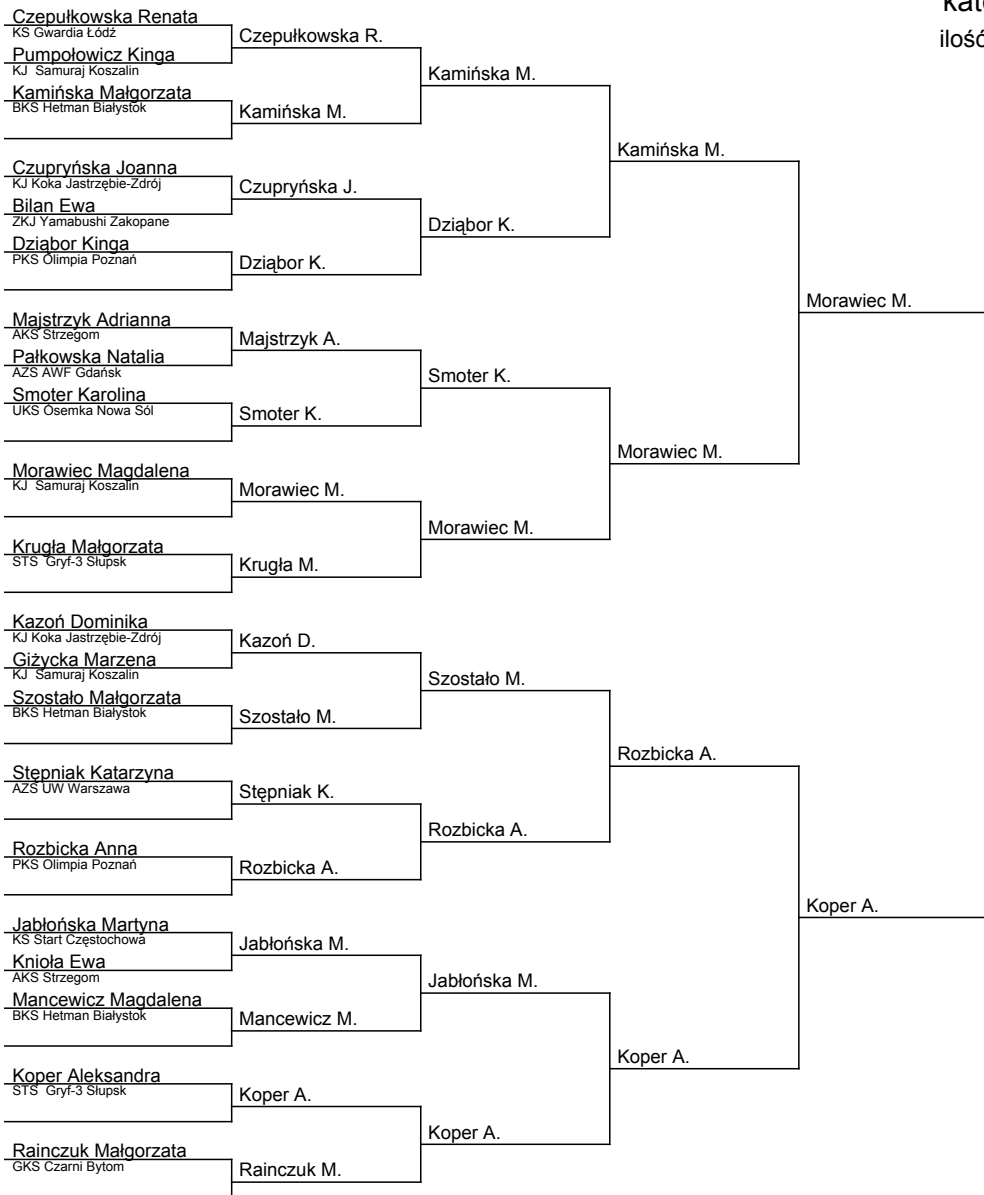 kat
ilość
Czepułkowska Renata
KS Gwardia Łódź
Pumpołowicz Kinga
KJ Samuraj Koszalin
Kamińska Małgorzata
BKS Hetman Białystok
Czupryńska Joanna
KJ Koka Jastrzębie-Zdrój
Bilan Ewa
ZKJ Yamabushi Zakopane
Dziąbor Kinga
PKS Olimpia Poznań
Majstrzyk Adrianna
AKS Strzegom
Pałkowska Natalia
AZS AWF Gdańsk
Smoter Karolina
UKS Ósemka Nowa Sól
Morawiec Magdalena
KJ Samuraj Koszalin
Krugła Małgorzata
STS Gryf-3 Słupsk
Kazoń Dominika
KJ Koka Jastrzębie-Zdrój
Giżycka Marzena
KJ Samuraj Koszalin
Szostało Małgorzata
BKS Hetman Białystok
Stępniak Katarzyna
AZS UW Warszawa
Rozbicka Anna
PKS Olimpia Poznań
Jabłońska Martyna
KS Start Częstochowa
Knioła Ewa
AKS Strzegom
Mancewicz Magdalena
BKS Hetman Białystok
Koper Aleksandra
STS Gryf-3 Słupsk
Rainczuk Małgorzata
GKS Czarni Bytom
Czepułkowska R.
Kamińska M.
Czupryńska J.
Dziąbor K.
Majstrzyk A.
Smoter K.
Morawiec M.
Krugła M.
Kazoń D.
Szostało M.
Stępniak K.
Rozbicka A.
Jabłońska M.
Mancewicz M.
Koper A.
Rainczuk M.
Kamińska M.
Dziąbor K.
Smoter K.
Morawiec M.
Szostało M.
Rozbicka A.
Jabłońska M.
Koper A.
Kamińska M.
Morawiec M.
Rozbicka A.
Koper A.
Morawiec M.
Koper A.